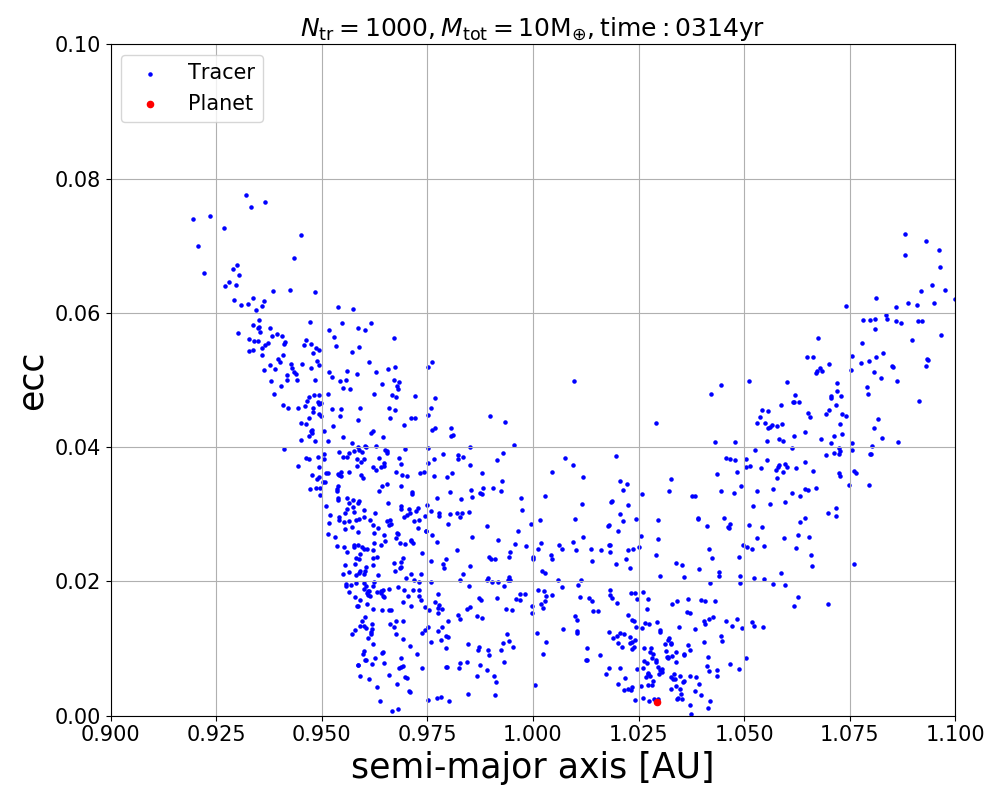 N_tr = 1000, M_tot = 10M_⊕, time : 0314yr
Tracer
Planet
0.10
0.08
0.06
0.04
0.02
0.00
ecc
0.900 0.925 0.950 0.975 1.000 1.025 1.050 1.075 1.100
semi-major axis [AU]